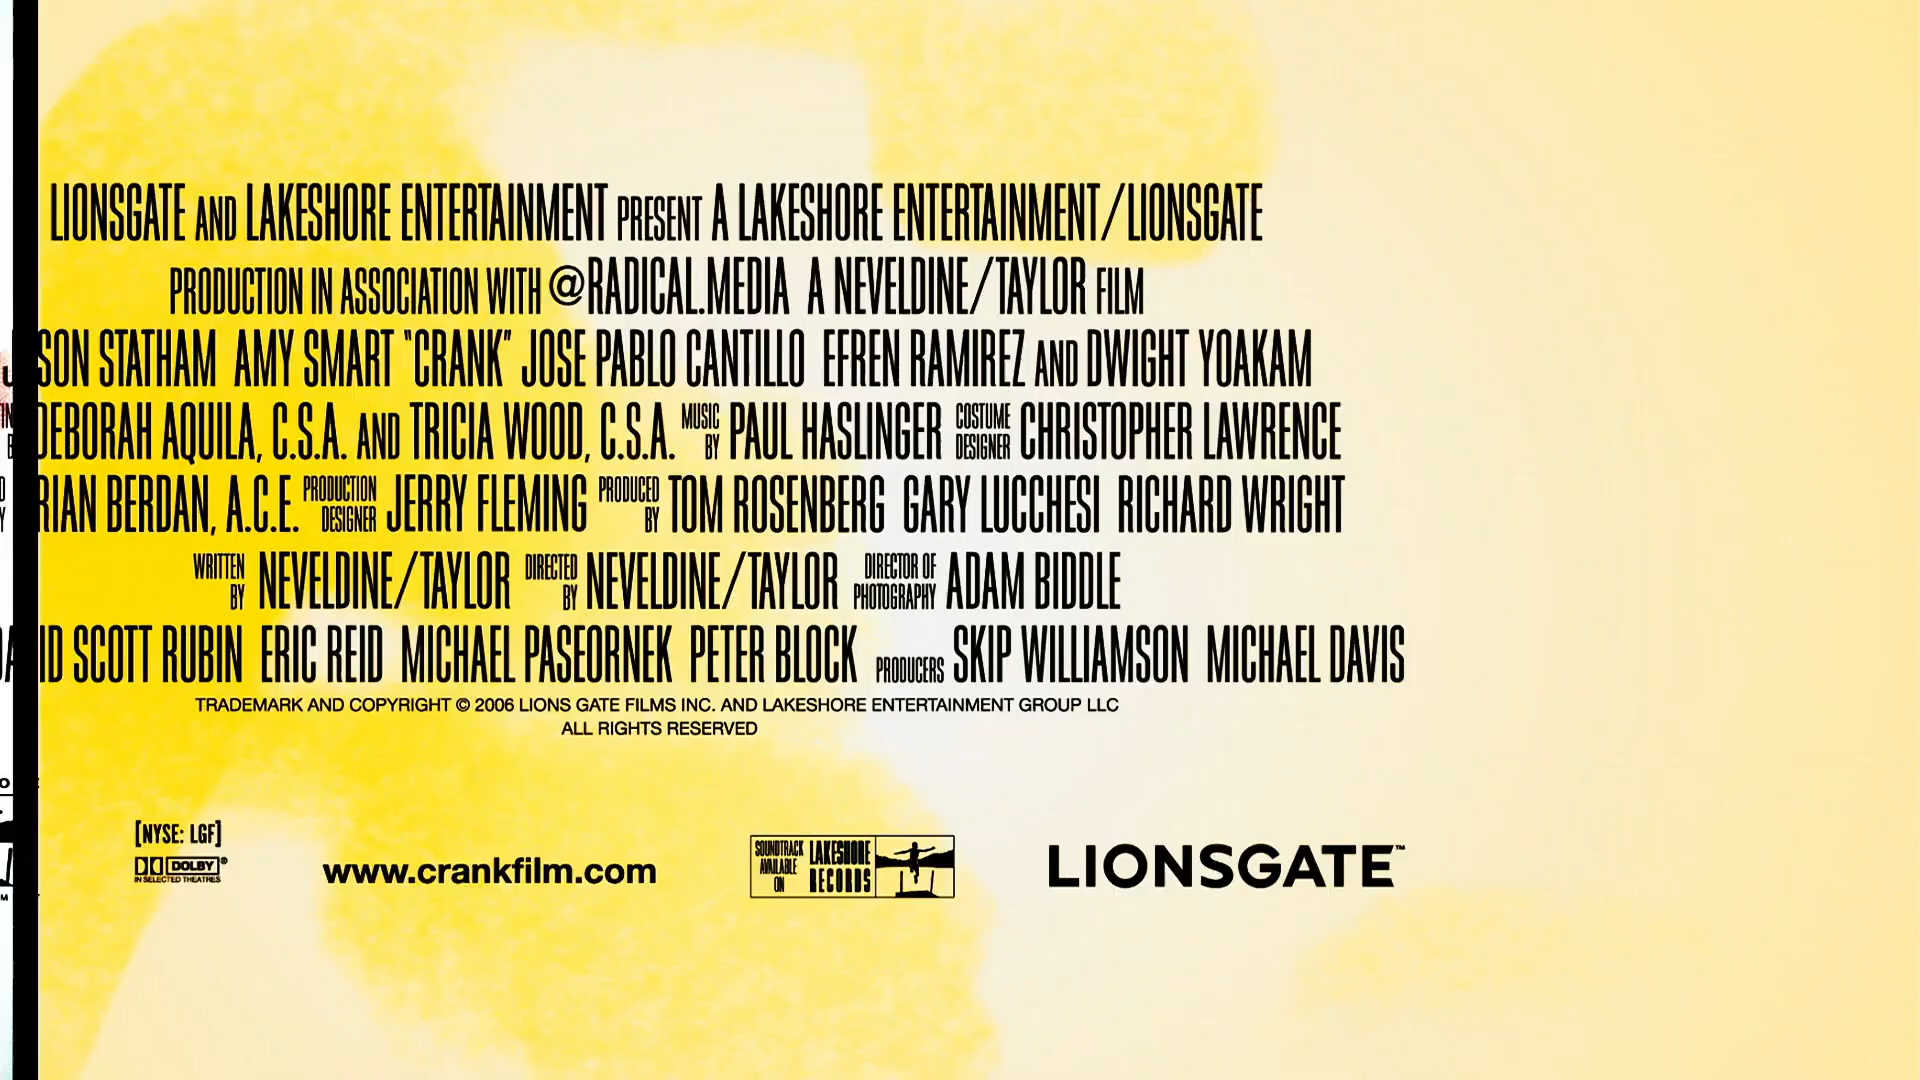 LIONSGATE AND LAKESHORE ENTERTAINMENT PRESENT A LAKESHORE ENTERTAINMENT/LIONSGATE
PRODUCTION IN ASSOCIATION WITH @RADICAL.MEDIA A NEVELDINE/TAYLOR FILM
SON STATHAM AMY SMART "CRANK" JOSE PABLO CANTILLO EFREN RAMIREZ AND DWIGHT YOAKAM
DEBORAH AQUILA, C.S.A. AND TRICIA WOOD, C.S.A. MUSIC BY PAUL HASLINGER COSTUME DESIGNER CHRISTOPHER LAWRENCE
RIAN BERDAN, A.C.E. PRODUCTION DESIGNER JERRY FLEMING PRODUCED BY TOM ROSENBERG GARY LUCCHESI RICHARD WRIGHT
WRITTEN BY NEVELDINE/TAYLOR DIRECTED BY NEVELDINE/TAYLOR DIRECTOR OF PHOTOGRAPHY ADAM BIDDLE
ID SCOTT RUBIN ERIC REID MICHAEL PASEORNEK PETER BLOCK PRODUCERS SKIP WILLIAMSON MICHAEL DAVIS
TRADEMARK AND COPYRIGHT © 2006 LIONS GATE FILMS INC. AND LAKESHORE ENTERTAINMENT GROUP LLC
ALL RIGHTS RESERVED
[NYSE: LGF]
DOLBY®
IN SELECTED THEATRES
www.crankfilm.com
SOUNDTRACK AVAILABLE ON
LAKESHORE RECORDS
LIONSGATE™